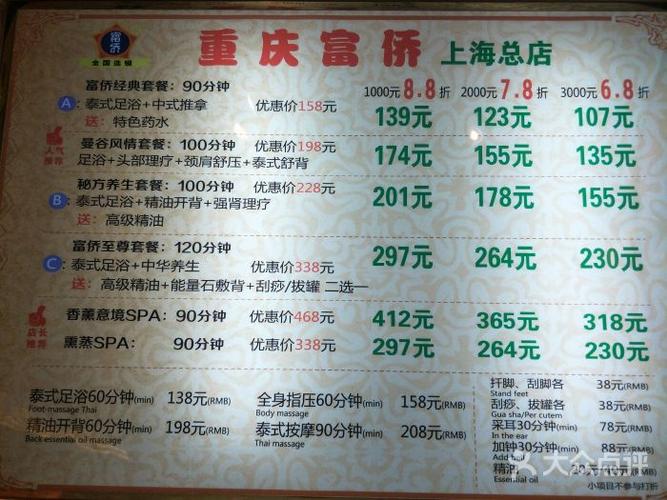 富侨
全国连锁
重庆富侨 上海总店
1000元8.8折 2000元7.8折 3000元6.8折
富侨经典套餐：90分钟
A：泰式足浴+中式推拿 优惠价158元 139元 123元 107元
送：特色药水
人气推荐
曼谷风情套餐：100分钟 优惠价198元 174元 155元 135元
足浴+头部理疗+颈肩舒压+泰式舒背
秘方养生套餐：100分钟 优惠价228元 201元 178元 155元
B：泰式足浴+精油开背+强肾理疗
送：高级精油
富侨至尊套餐：120分钟
C：泰式足浴+中华养生 优惠价338元 297元 264元 230元
送：高级精油+能量石敷背+刮痧/拔罐 二选一
店长推荐
香薰意境SPA：90分钟 优惠价468元 412元 365元 318元
熏蒸SPA： 90分钟 优惠价338元 297元 264元 230元
泰式足浴60分钟(min) 138元(RMB)
Foot-massage Thai
精油开背60分钟(min) 198元(RMB)
Back essential oil massage
全身指压60分钟(min) 158元(RMB)
Body massage
泰式按摩90分钟(min) 208元(RMB)
Thai massage
扦脚、刮脚各 38元(RMB)
Stand feet
刮痧、拔罐各 38元(RMB)
Gua sha/Per cutem
采耳30分钟(min) 78元(RMB)
In the ear
加钟30分钟(min) 88元(RMB)
Add bell
精油 20元(RMB)
Essential oil
小项目不参与打折
大众点评